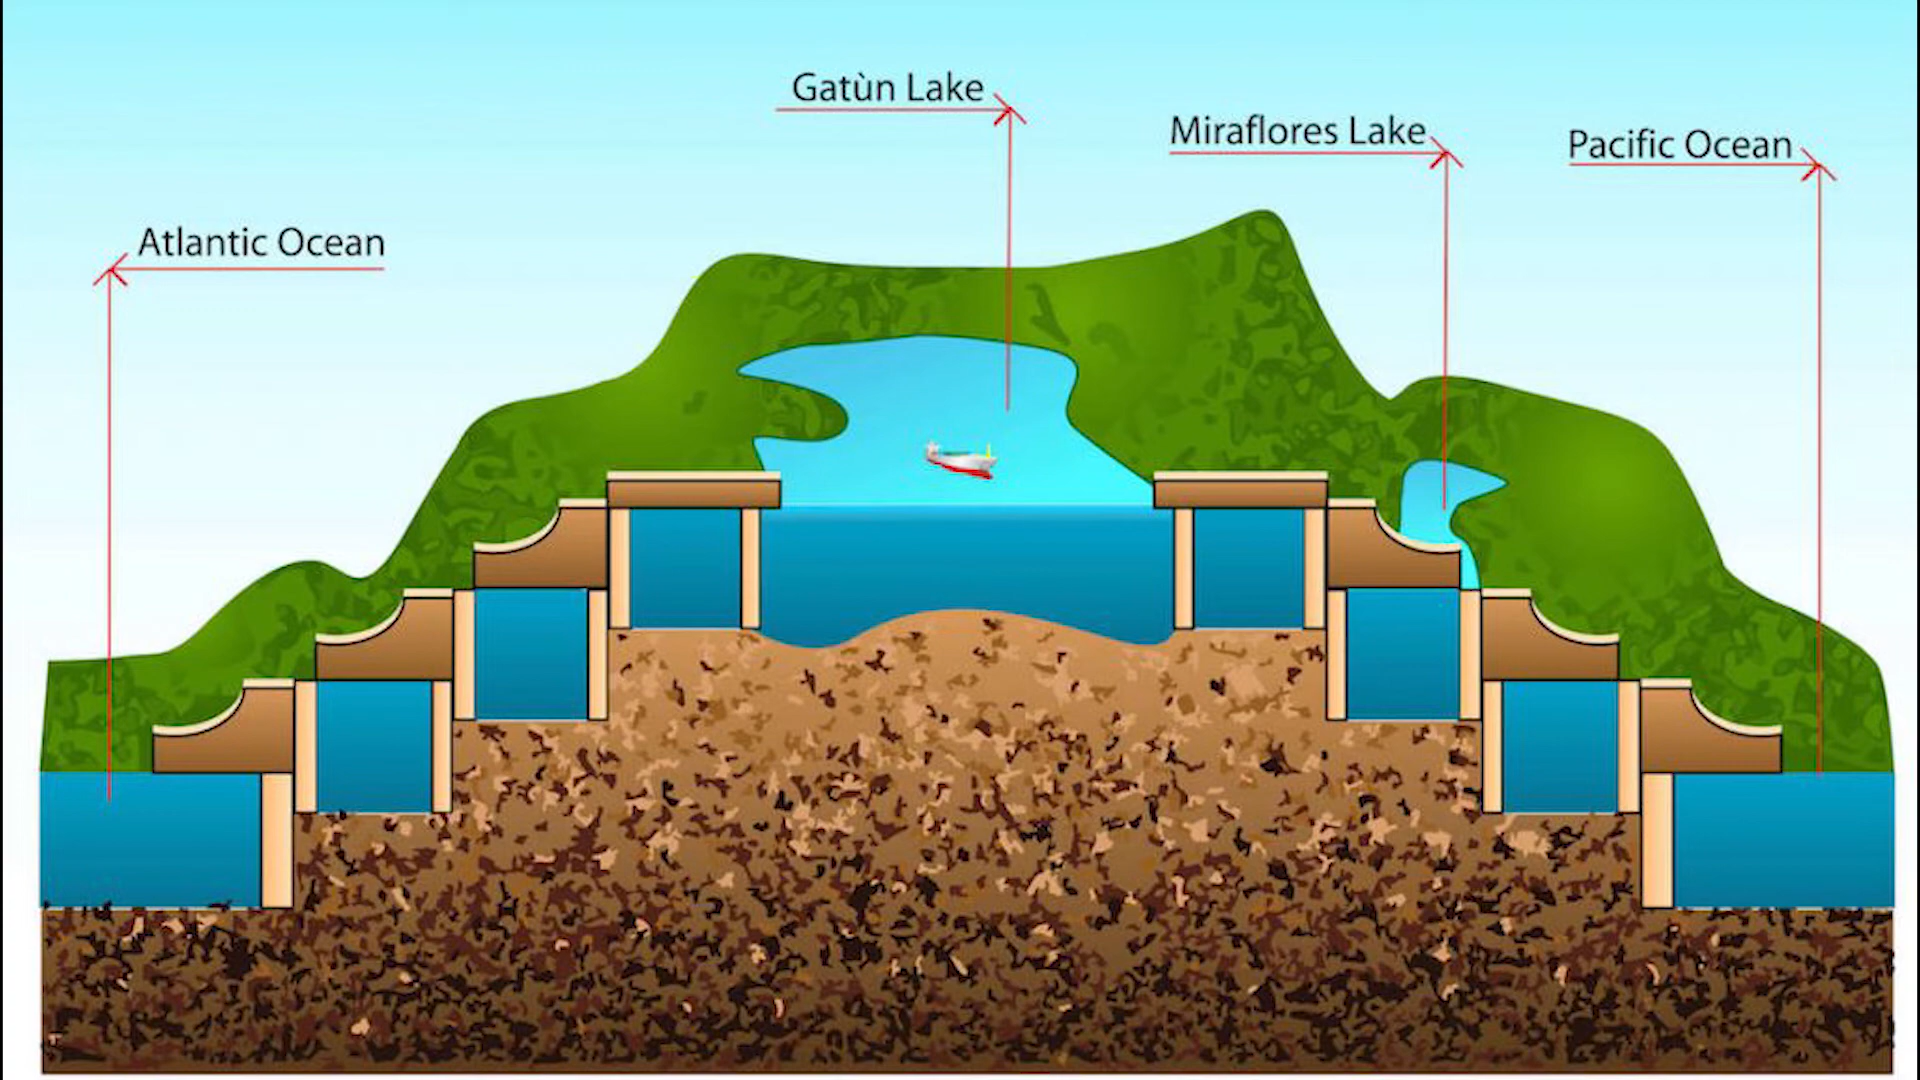 Gatùn Lake
Miraflores Lake
Pacific Ocean
Atlantic Ocean